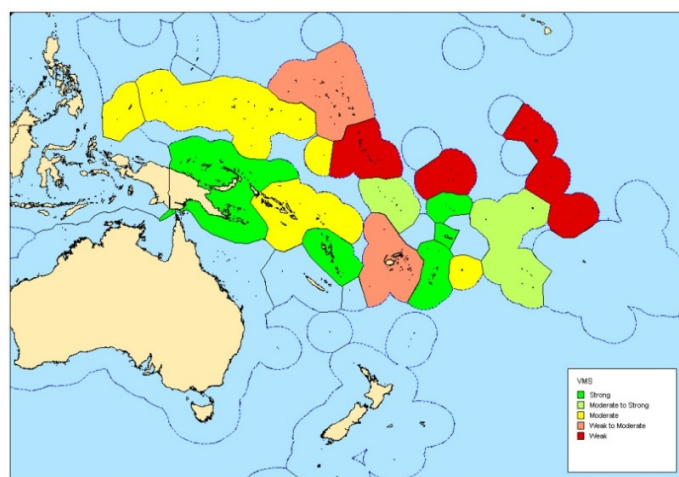 VMS
Strong
Moderate to Strong
Moderate
Weak to Moderate
Weak